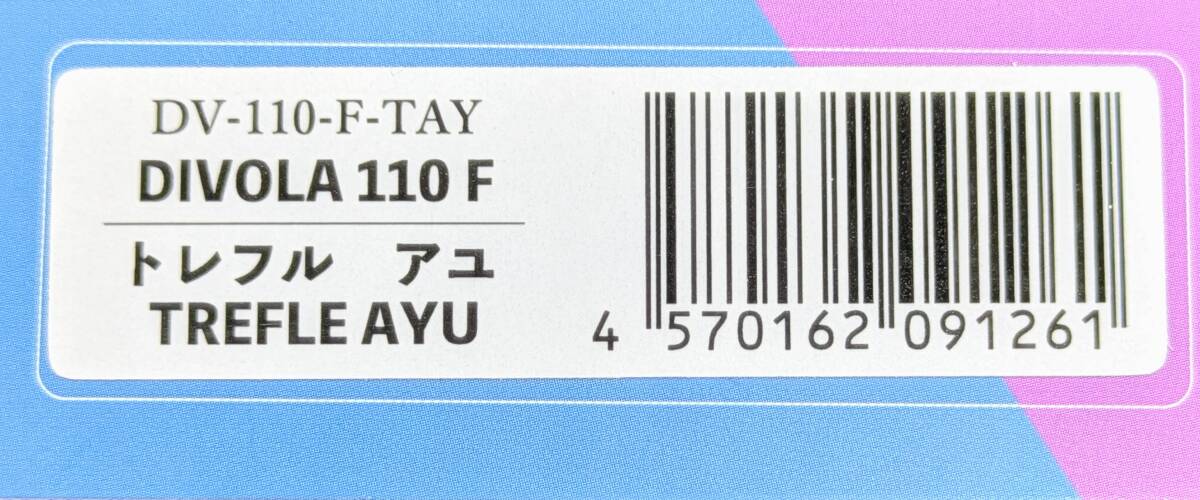 DV-110-F-TAY
DIVOLA 110 F
トレフル　アユ
TREFLE AYU
4 570162 091261